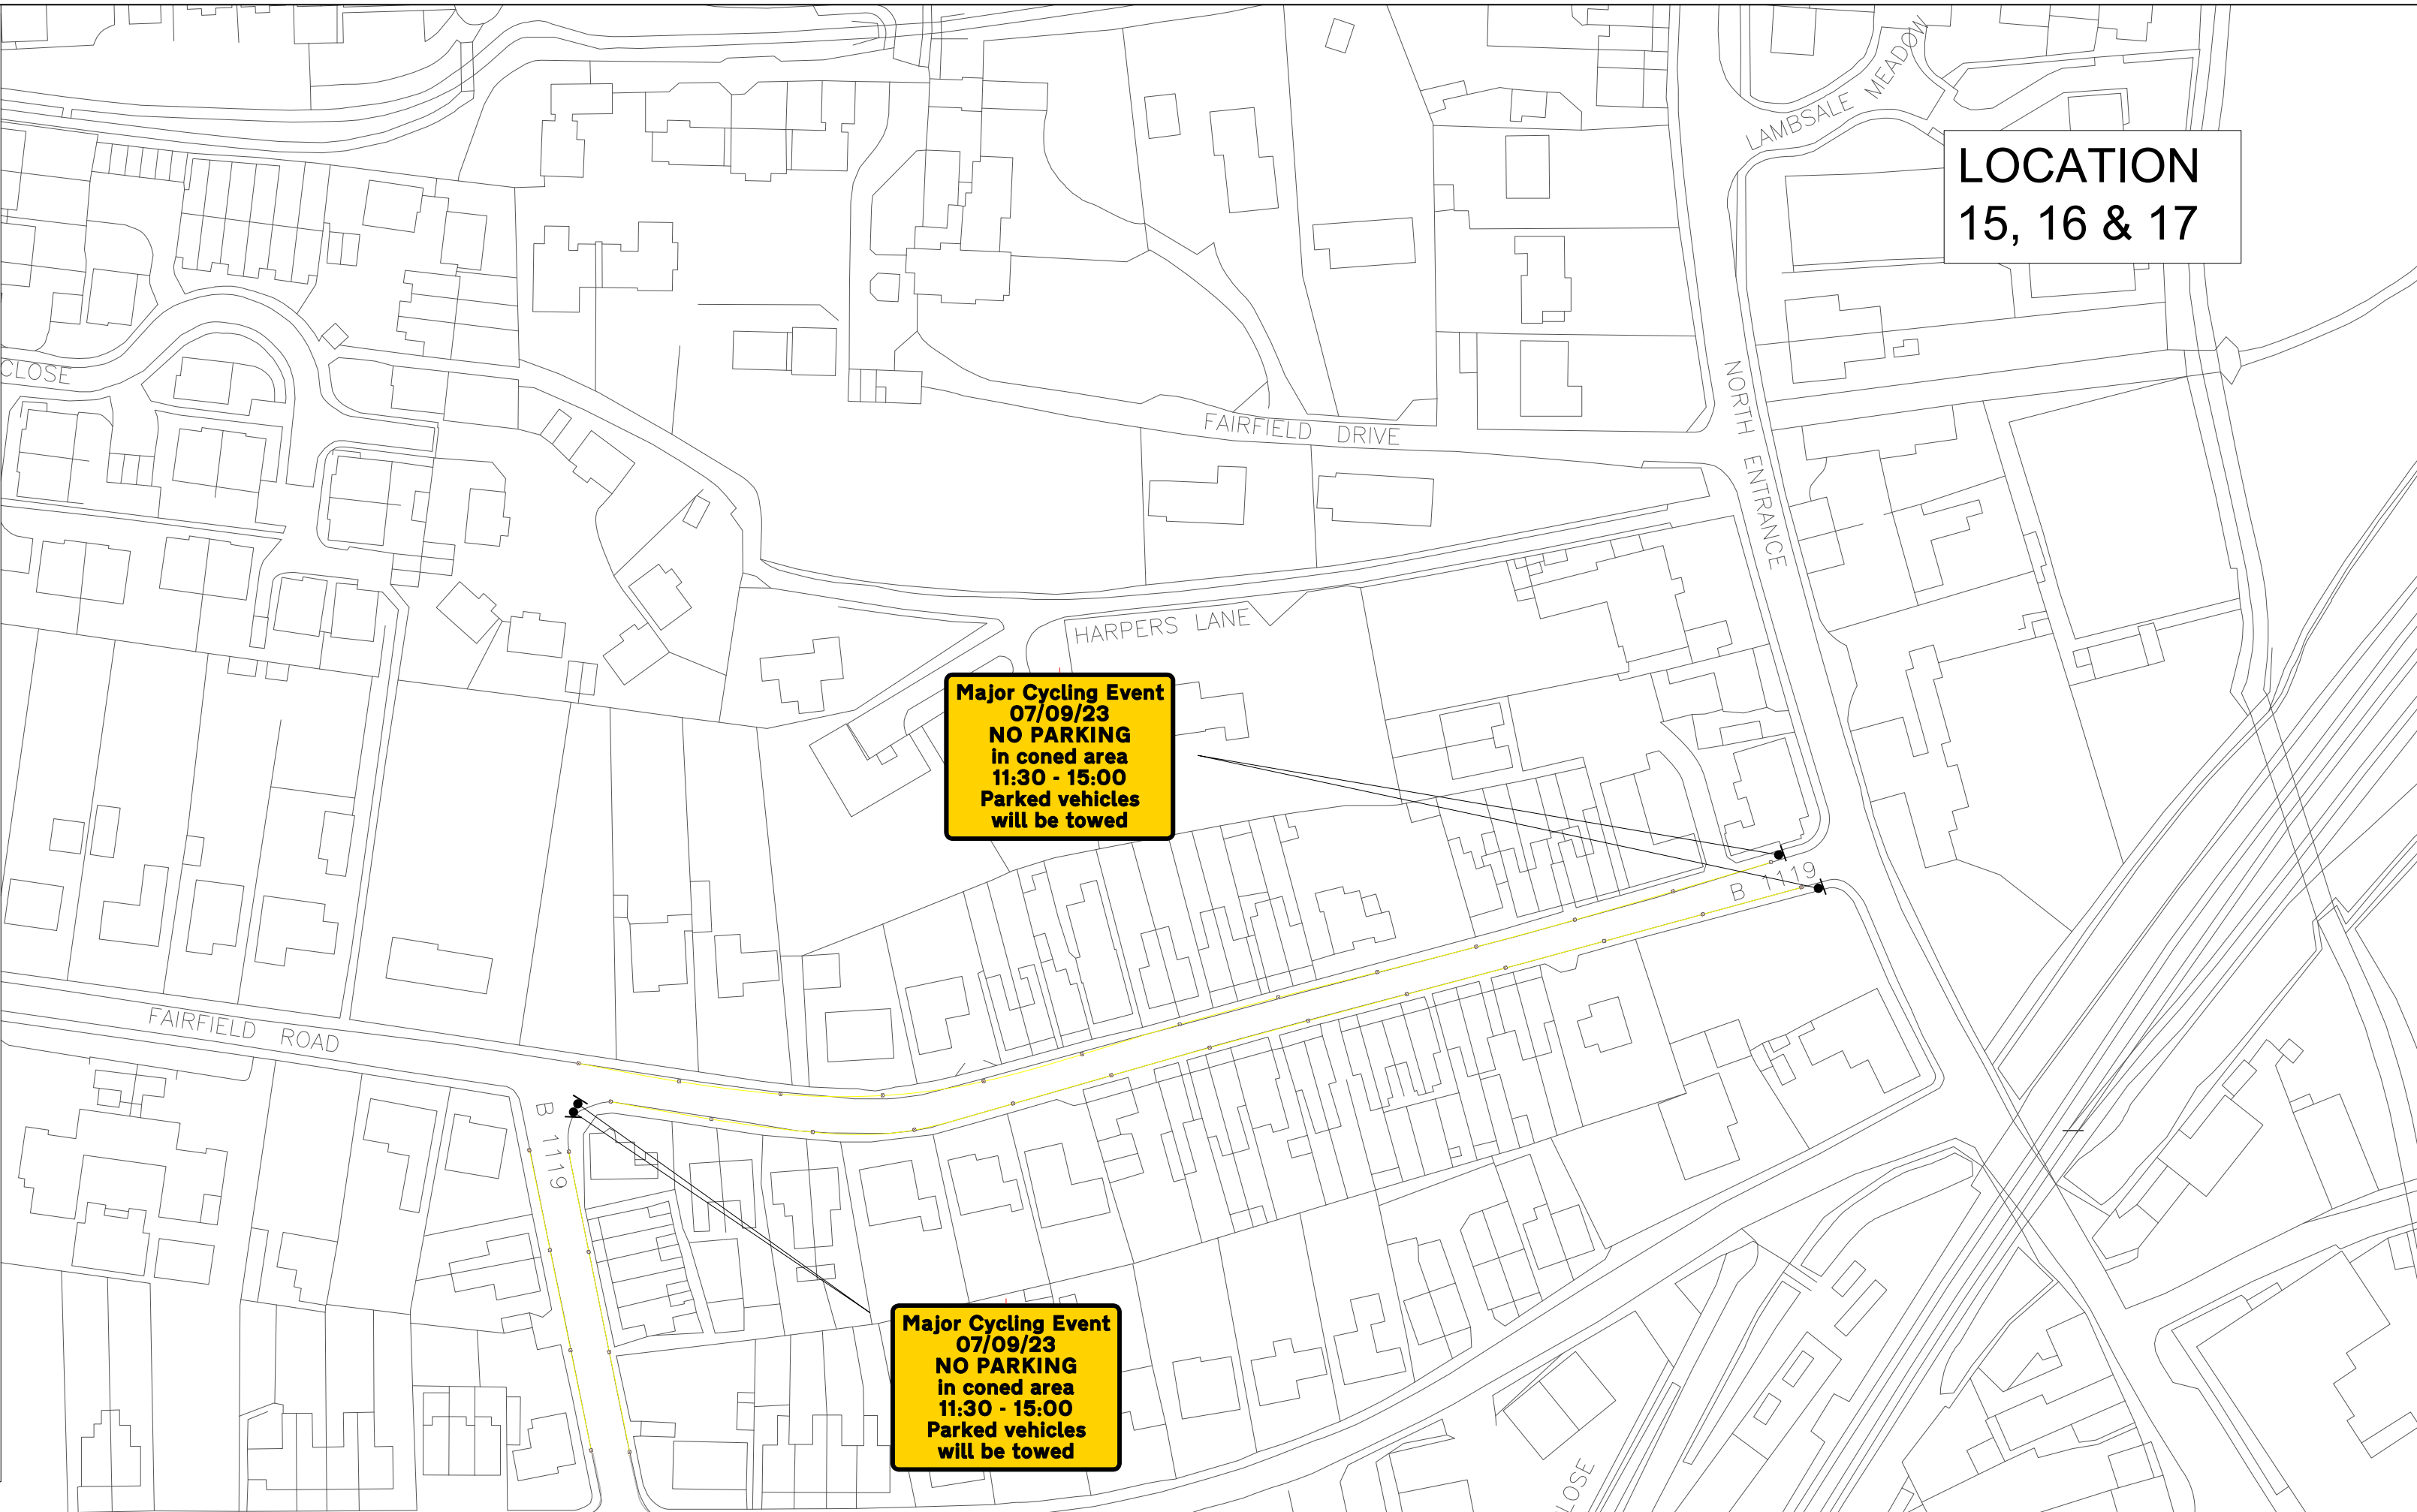 LAMBSALE MEADOW
LOCATION
15, 16 & 17
CLOSE
NORTH ENTRANCE
FAIRFIELD DRIVE
HARPERS LANE
Major Cycling Event
07/09/23
NO PARKING
in coned area
11:30 - 15:00
Parked vehicles
will be towed
B 1119
FAIRFIELD ROAD
B 1119
Major Cycling Event
07/09/23
NO PARKING
in coned area
11:30 - 15:00
Parked vehicles
will be towed
LOSE